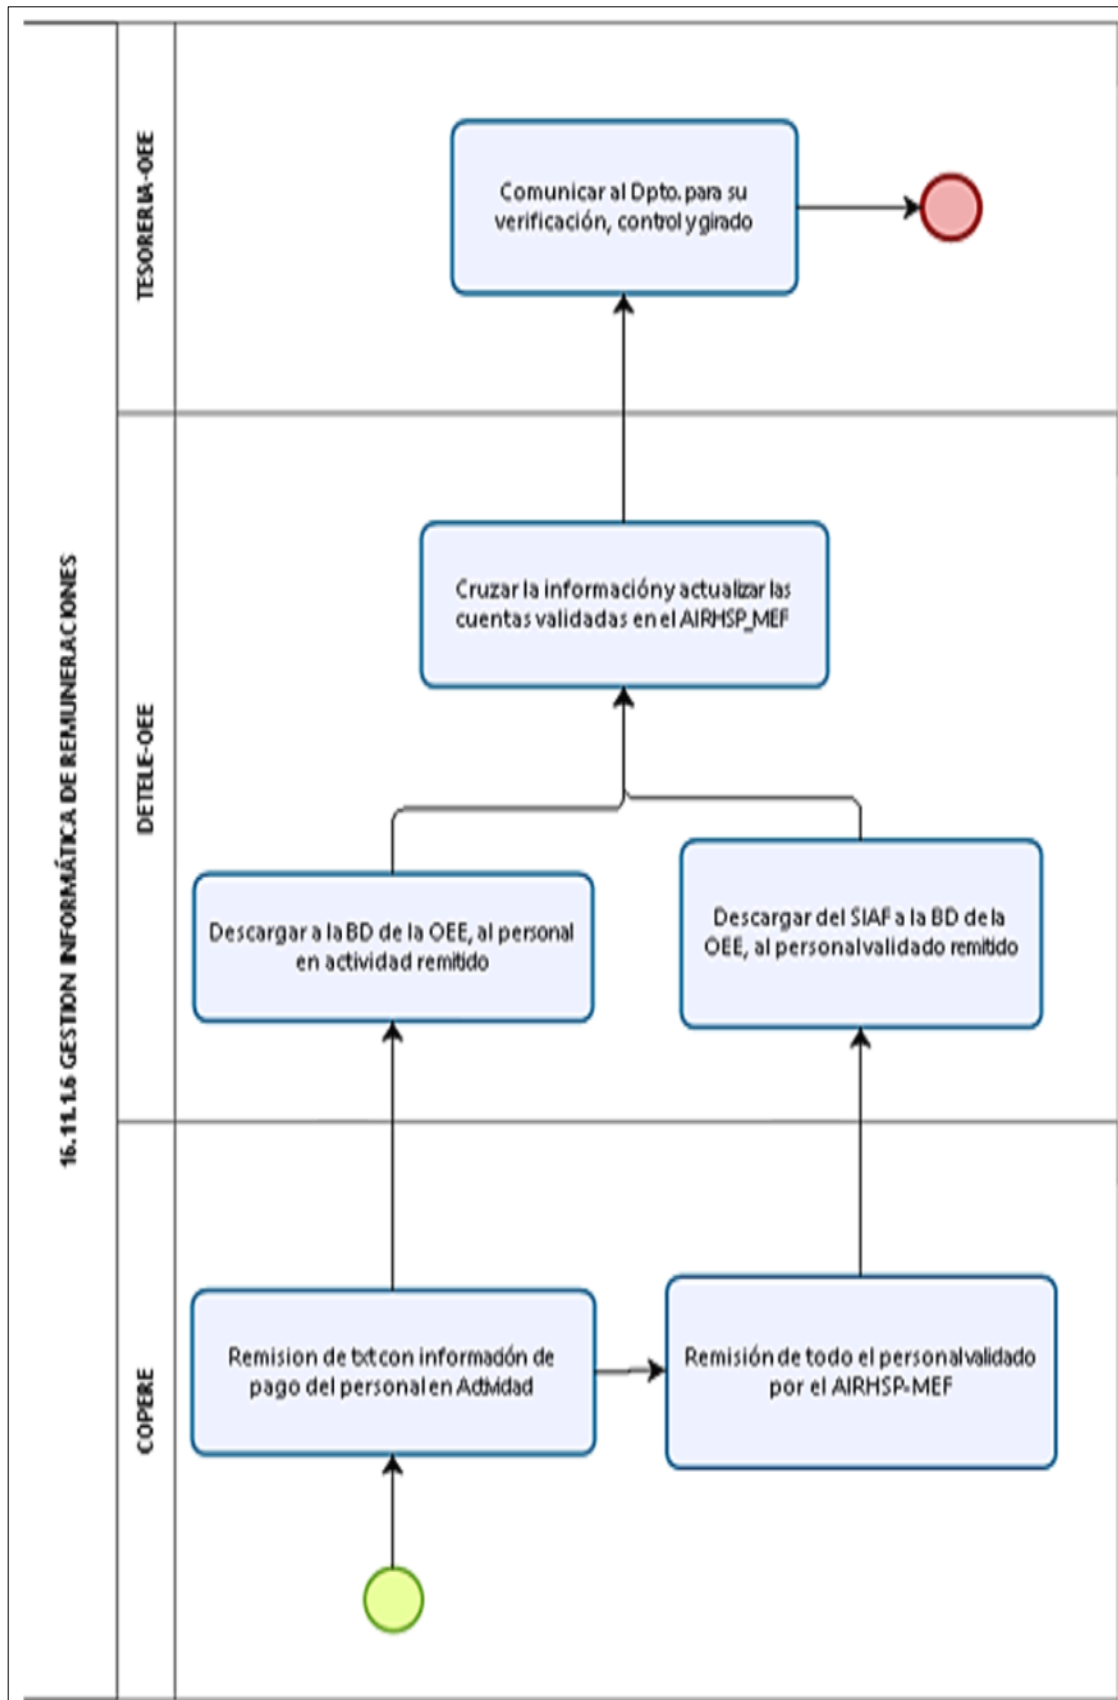 16.11.1.6 GESTION INFORMÁTICA DE REMUNERACIONES
TESORERIA-OEE
Comunicar al Dpto. para su
verificación, control y girado
DETELE-OEE
Cruzar la información y actualizar las
cuentas validadas en el AIRHSP_MEF
Descargar a la BD de la OEE, al personal
en actividad remitido
Descargar del SIAF a la BD de la
OEE, al personal validado remitido
COPERE
Remision de txt con información de
pago del personal en Actividad
Remisión de todo el personal validado
por el AIRHSP-MEF